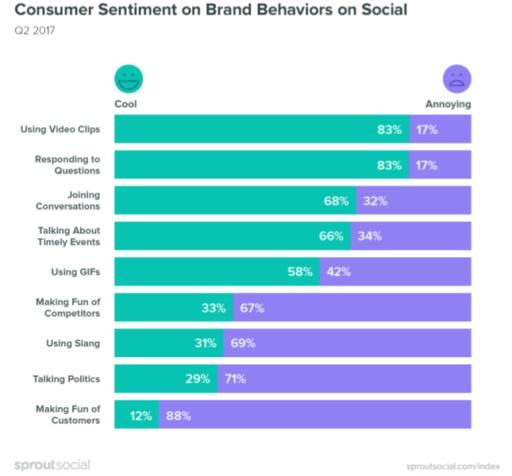 Consumer Sentiment on Brand Behaviors on Social
Q2 2017
Cool
Annoying
Using Video Clips
83% 17%
Responding to
Questions
83% 17%
Joining
Conversations
68% 32%
Talking About
Timely Events
66% 34%
Using GIFs
58% 42%
Making Fun of
Competitors
33% 67%
Using Slang
31% 69%
Talking Politics
29% 71%
Making Fun of
Customers
12% 88%
sproutsocial
sproutsocial.com/index